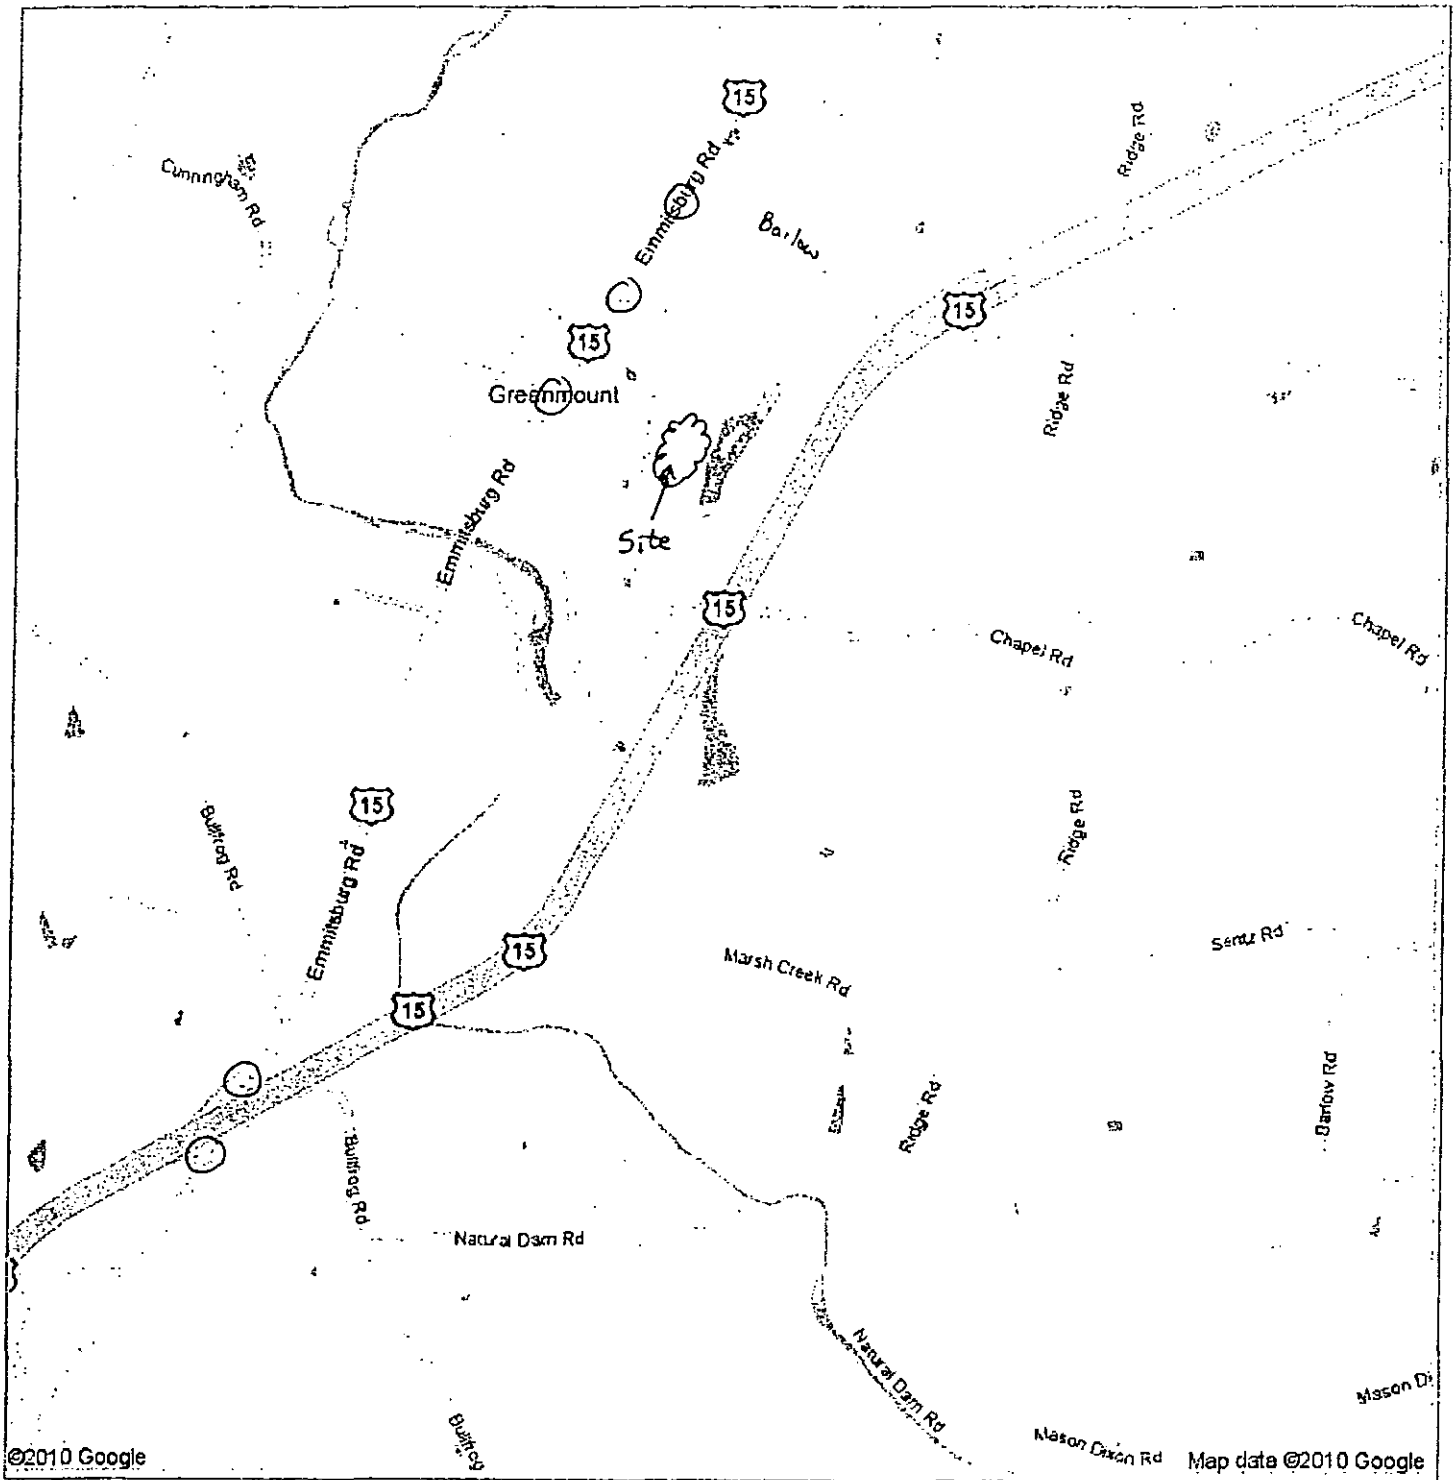 15
Ridge Rd
Cunningham Rd
Emmitsburg Rd
Barlow
15
15
Greenmount
Ridge Rd
Emmitsburg Rd
Site
15
Chapel Rd
Chapel Rd
15
Bullfrog Rd
Ridge Rd
Emmitsburg Rd
15
Marsh Creek Rd
Sentz Rd
15
Ridge Rd
Barlow Rd
Bullfrog Rd
Natural Dam Rd
Natural Dam Rd
Mason Di
Bullfrog
Mason Dixon Rd
©2010 Google
Map data ©2010 Google